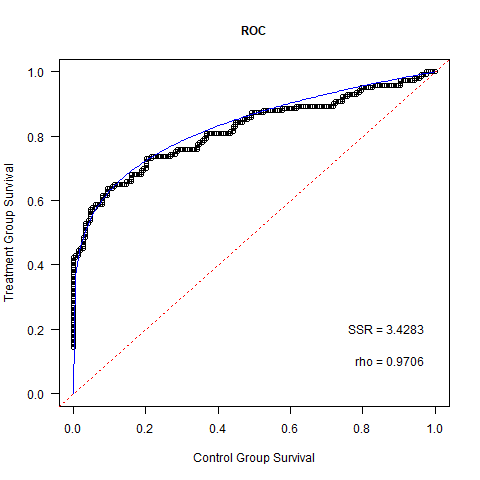 ROC
Treatment Group Survival
1.0
0.8
0.6
0.4
0.2
0.0
SSR = 3.4283
rho = 0.9706
0.0 0.2 0.4 0.6 0.8 1.0
Control Group Survival